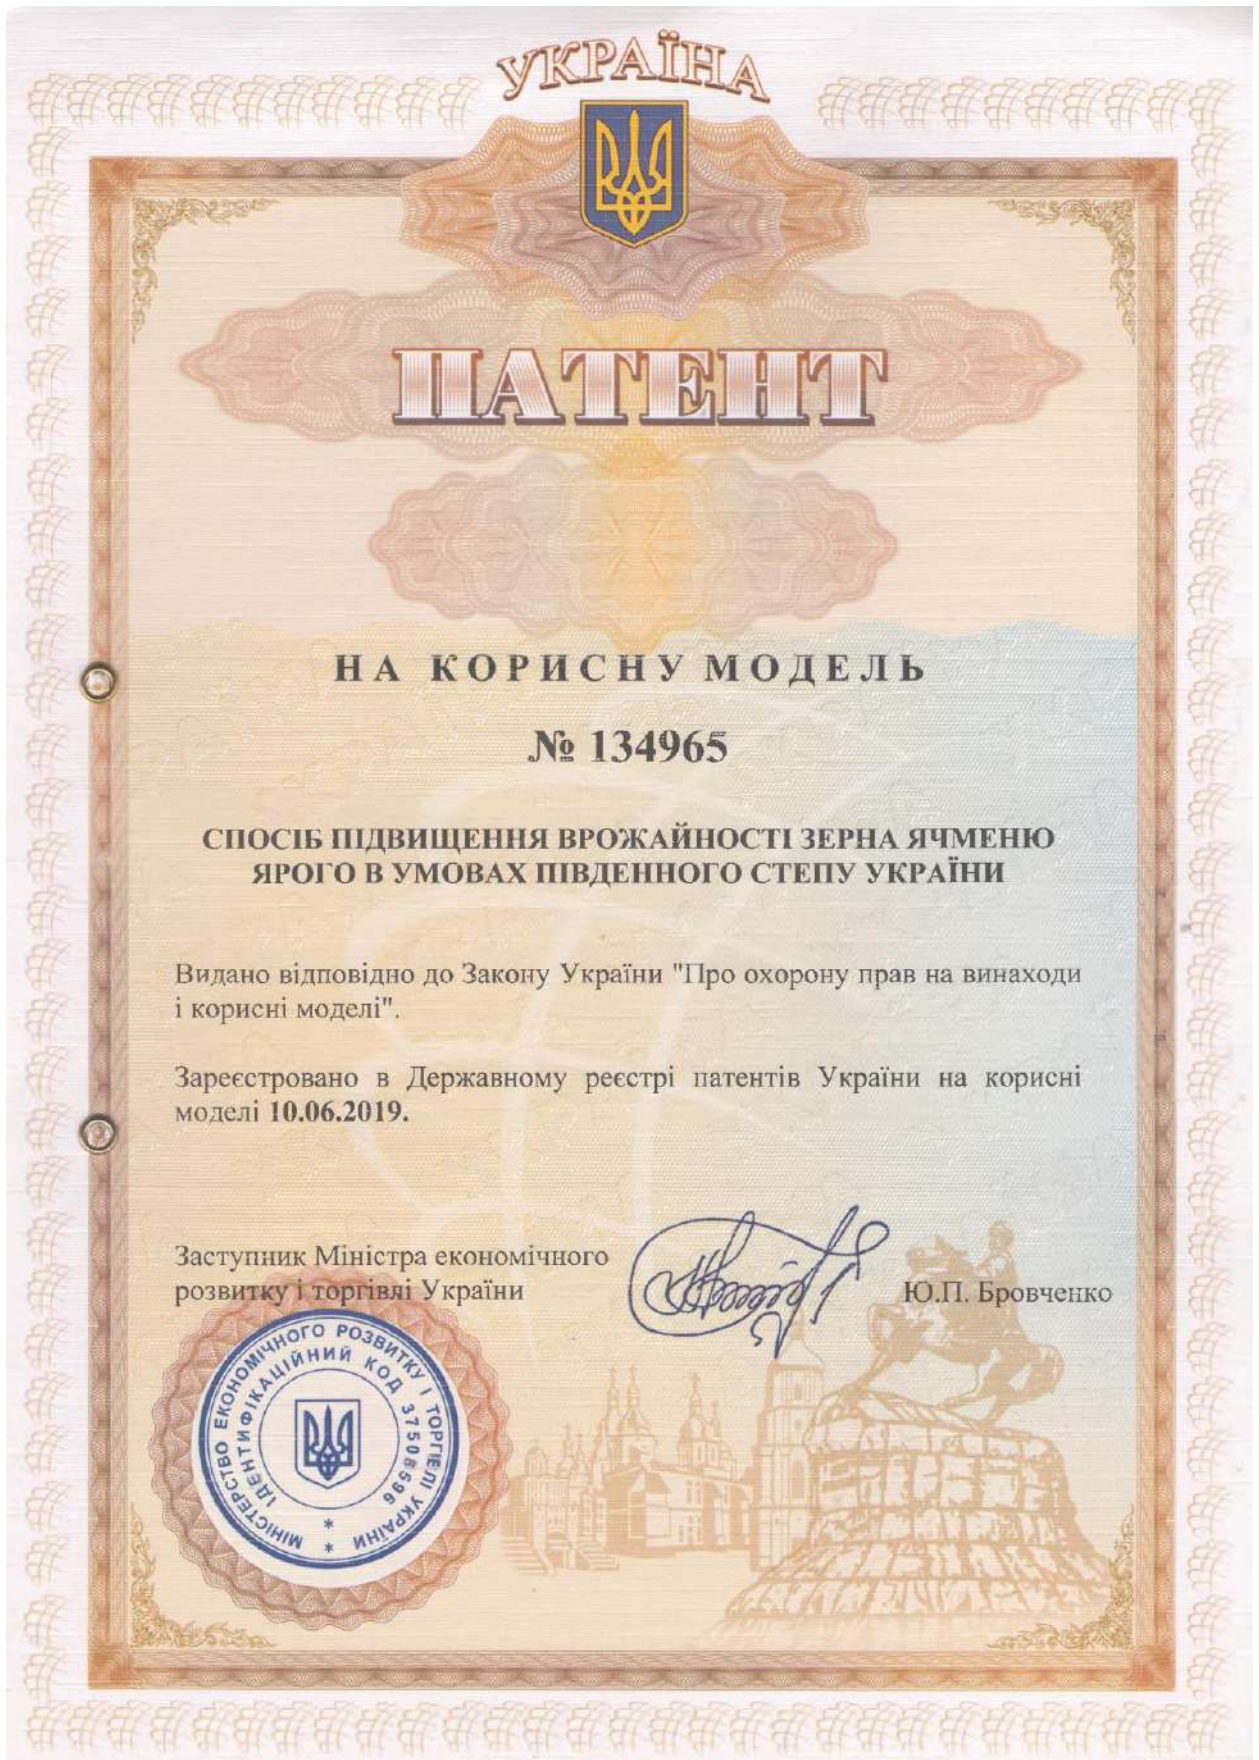 УКРАЇНА
ПАТЕНТ
НА КОРИСНУ МОДЕЛЬ
№ 134965
СПОСІБ ПІДВИЩЕННЯ ВРОЖАЙНОСТІ ЗЕРНА ЯЧМЕНЮ
ЯРОГО В УМОВАХ ПІВДЕННОГО СТЕПУ УКРАЇНИ
Видано відповідно до Закону України "Про охорону прав на винаходи
і корисні моделі".
Зареєстровано в Державному реєстрі патентів України на корисні
моделі 10.06.2019.
Заступник Міністра економічного
розвитку і торгівлі України
Ю.П. Бровченко
МІНІСТЕРСТВО ЕКОНОМІЧНОГО РОЗВИТКУ І ТОРГІВЛІ УКРАЇНИ *
ІДЕНТИФІКАЦІЙНИЙ КОД 37508596 *